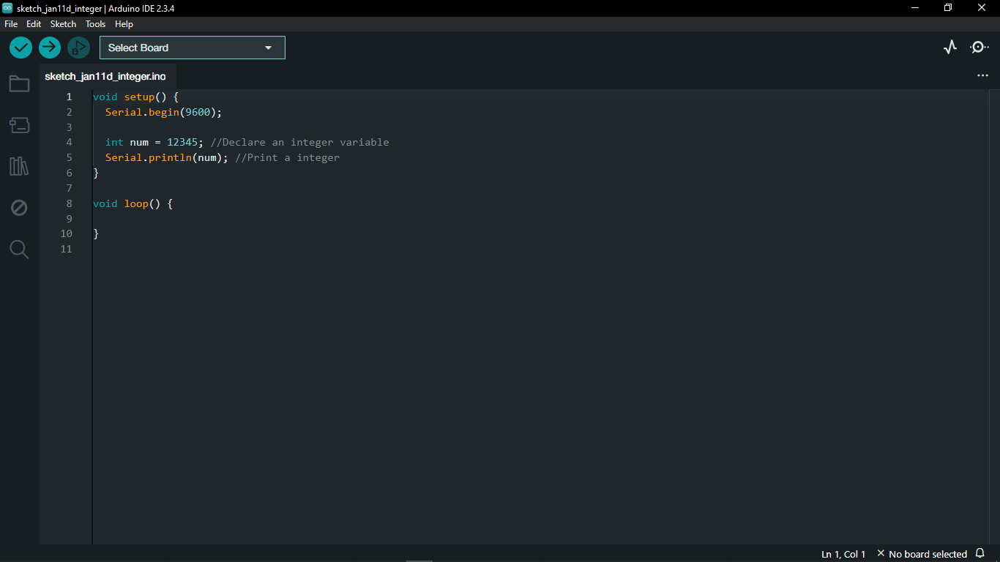 sketch_jan11d_integer | Arduino IDE 2.3.4
File Edit Sketch Tools Help
Select Board
sketch_jan11d_integer.ino
1 void setup() {
2   Serial.begin(9600);
3
4   int num = 12345; //Declare an integer variable
5   Serial.println(num); //Print a integer
6 }
7
8 void loop() {
9
10 }
11
Ln 1, Col 1 × No board selected